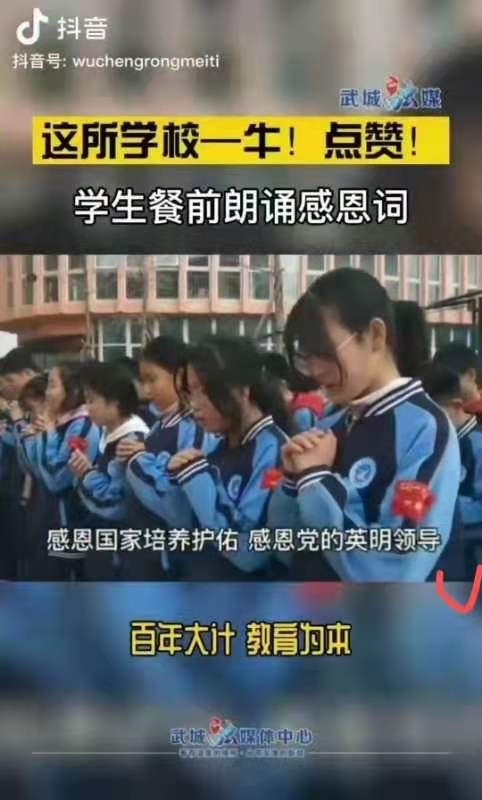 抖音
抖音号: wuchengrongmeiti
武城融媒
这所学校一牛！点赞！
学生餐前朗诵感恩词
感恩国家培养护佑 感恩党的英明领导
百年大计 教育为本
武城融媒体中心